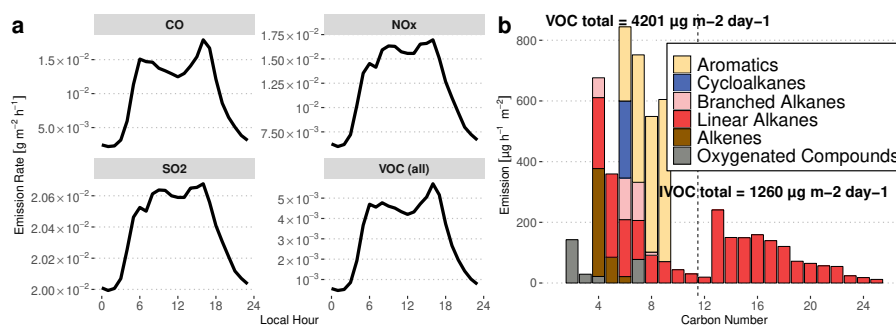 a
CO
NOx
1.5 × 10⁻²
10⁻²
5.0 × 10⁻³
1.75 × 10⁻²
1.50 × 10⁻²
1.25 × 10⁻²
10⁻²
7.50 × 10⁻³
SO2
VOC (all)
2.06 × 10⁻²
2.04 × 10⁻²
2.02 × 10⁻²
2.00 × 10⁻²
5 × 10⁻³
4 × 10⁻³
3 × 10⁻³
2 × 10⁻³
10⁻³
0 6 12 18 24
0 6 12 18 24
Local Hour
Emission Rate [g m⁻² h⁻¹]
b
VOC total = 4201 μg m−2 day−1
800
600
400
200
0
Aromatics
Cycloalkanes
Branched Alkanes
Linear Alkanes
Alkenes
Oxygenated Compounds
IVOC total = 1260 μg m−2 day−1
4 8 12 16 20 24
Carbon Number
Emission [μg h⁻¹ m⁻²]